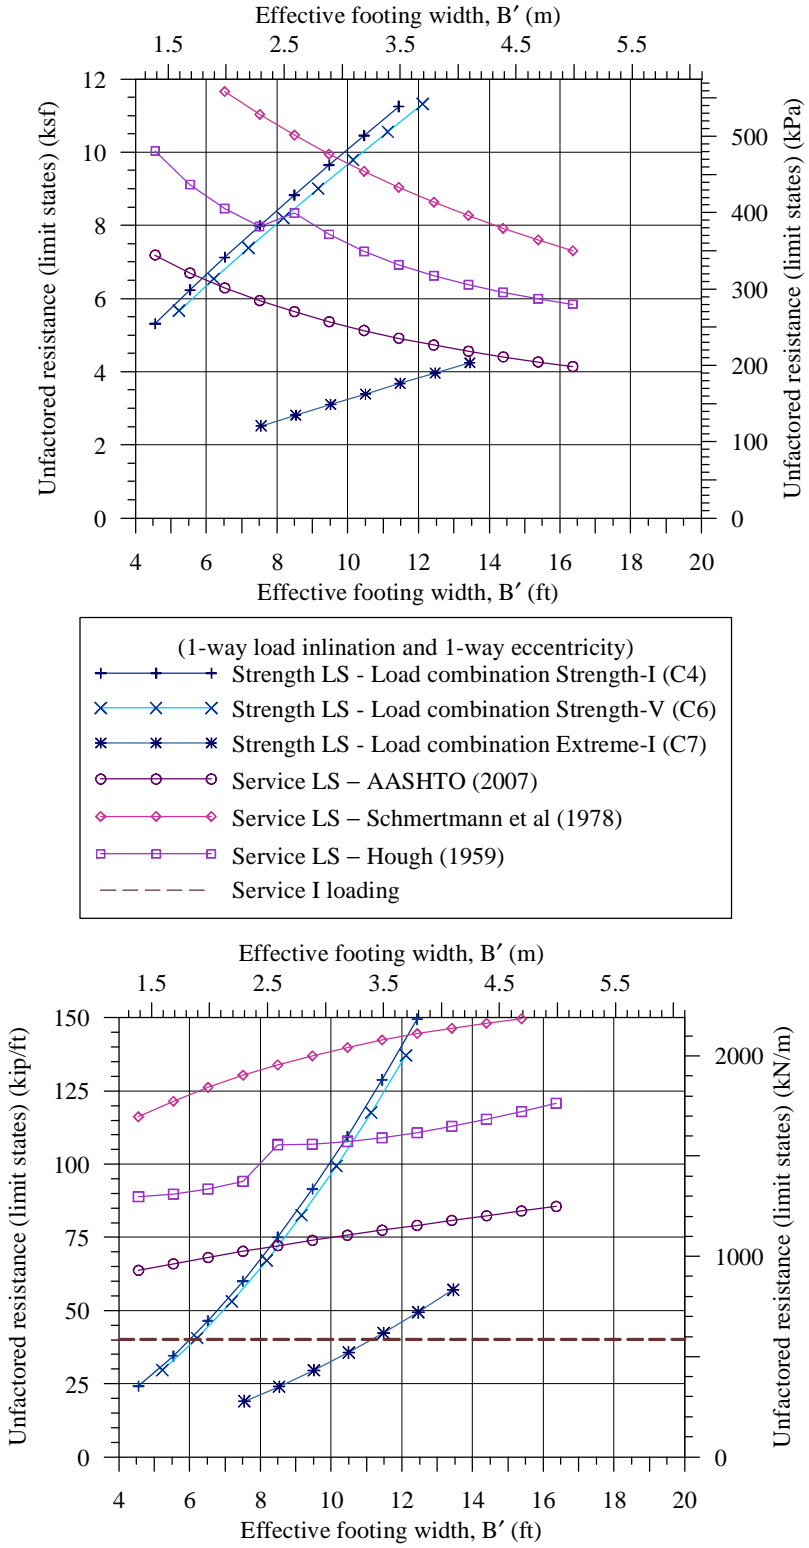 Effective footing width, B′ (m)
1.5 2.5 3.5 4.5 5.5
Unfactored resistance (limit states) (ksf)
12
10
8
6
4
2
0
500
400
300
200
100
0
Unfactored resistance (limit states) (kPa)
4 6 8 10 12 14 16 18 20
Effective footing width, B′ (ft)
(1-way load inlination and 1-way eccentricity)
Strength LS - Load combination Strength-I (C4)
Strength LS - Load combination Strength-V (C6)
Strength LS - Load combination Extreme-I (C7)
Service LS – AASHTO (2007)
Service LS – Schmertmann et al (1978)
Service LS – Hough (1959)
Service I loading
Effective footing width, B′ (m)
1.5 2.5 3.5 4.5 5.5
Unfactored resistance (limit states) (kip/ft)
150
125
100
75
50
25
0
2000
1000
0
Unfactored resistance (limit states) (kN/m)
4 6 8 10 12 14 16 18 20
Effective footing width, B′ (ft)